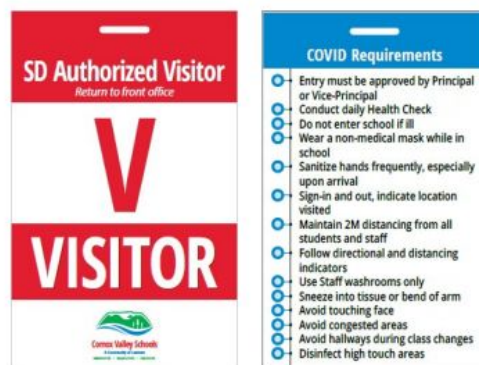 SD Authorized Visitor
Return to front office
V
VISITOR
Comox Valley Schools
A Community of Learners
COVID Requirements
Entry must be approved by Principal
or Vice-Principal
Conduct daily Health Check
Do not enter school if ill
Wear a non-medical mask while in
school
Sanitize hands frequently, especially
upon arrival
Sign-in and out, indicate location
visited
Maintain 2M distancing from all
students and staff
Follow directional and distancing
indicators
Use Staff washrooms only
Sneeze into tissue or bend of arm
Avoid touching face
Avoid congested areas
Avoid hallways during class changes
Disinfect high touch areas